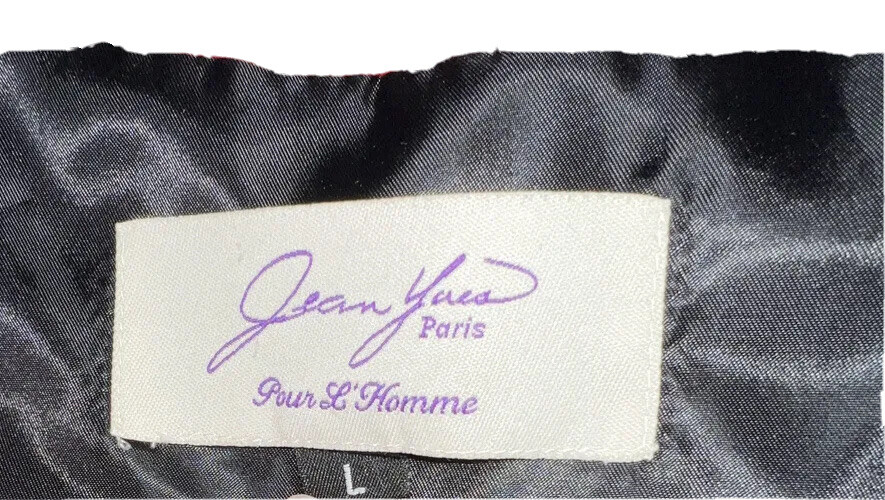 Jean Yves
Paris
Pour L'Homme
L